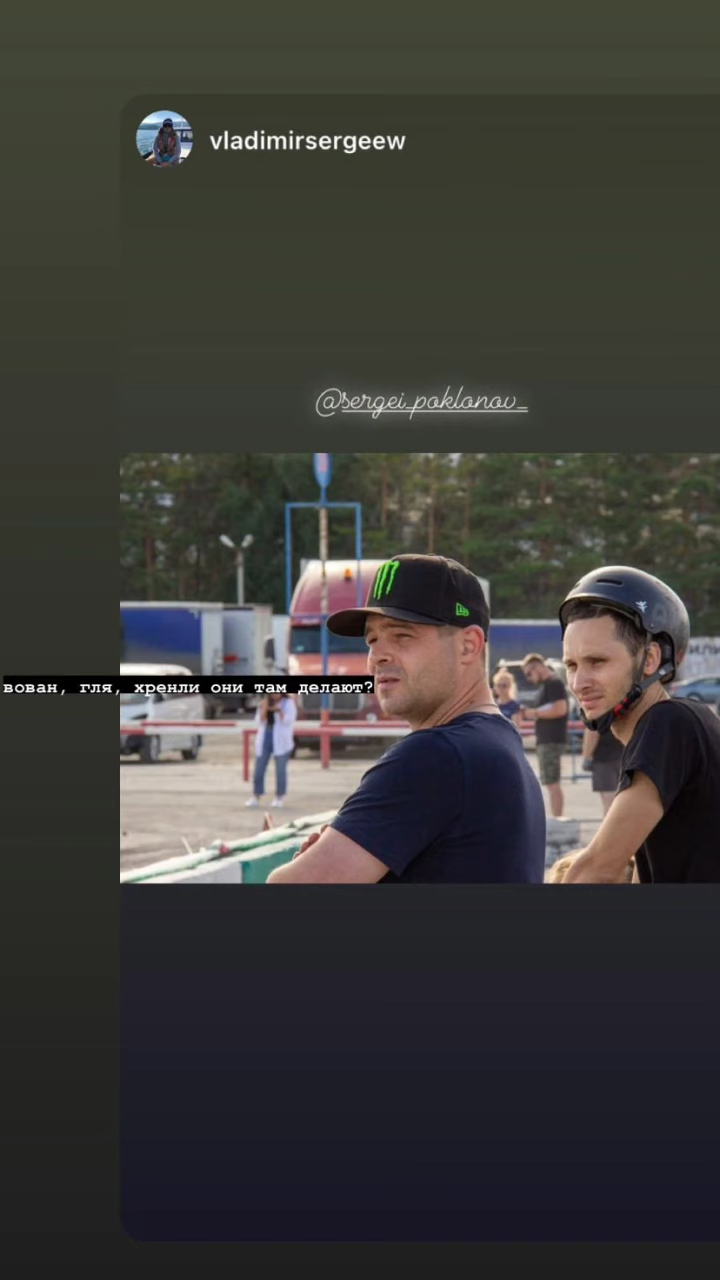 vladimirsergeew
@sergei_poklonov_
вован, гля, хренли они там делают?